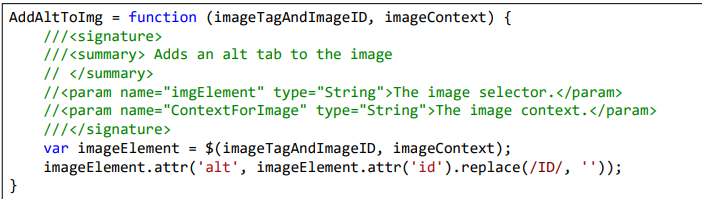 AddAltToImg = function (imageTagAndImageID, imageContext) {
    ///<signature>
    ///<summary> Adds an alt tab to the image
    // </summary>
    //<param name="imgElement" type="String">The image selector.</param>
    //<param name="ContextForImage" type="String">The image context.</param>
    ///</signature>
    var imageElement = $(imageTagAndImageID, imageContext);
    imageElement.attr('alt', imageElement.attr('id').replace(/ID/, ''));
}